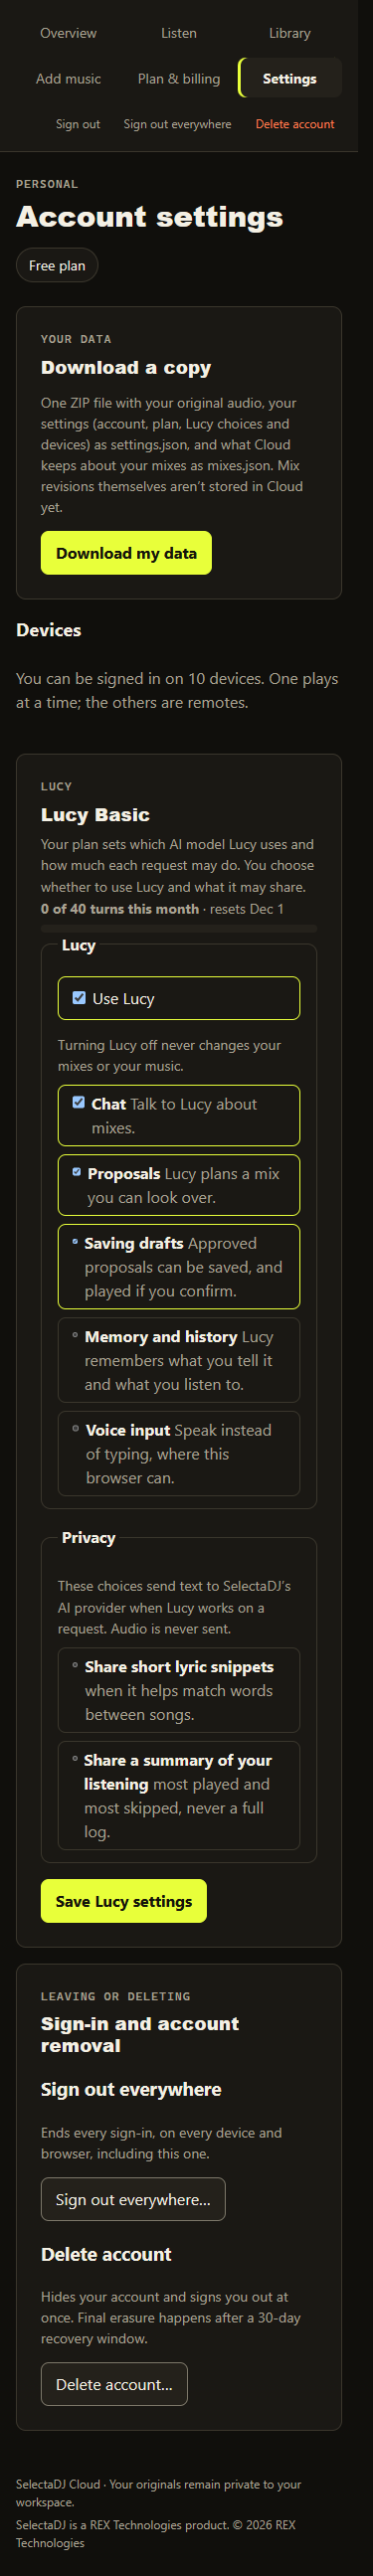 Overview Listen Library
Add music Plan & billing Settings
Sign out Sign out everywhere Delete account
PERSONAL
Account settings
Free plan
YOUR DATA
Download a copy
One ZIP file with your original audio, your
settings (account, plan, Lucy choices and
devices) as settings.json, and what Cloud
keeps about your mixes as mixes.json. Mix
revisions themselves aren't stored in Cloud
yet.
Download my data
Devices
You can be signed in on 10 devices. One plays
at a time; the others are remotes.
LUCY
Lucy Basic
Your plan sets which AI model Lucy uses and
how much each request may do. You choose
whether to use Lucy and what it may share.
0 of 40 turns this month · resets Dec 1
Lucy
Use Lucy
Turning Lucy off never changes your
mixes or your music.
Chat Talk to Lucy about
mixes.
Proposals Lucy plans a mix
you can look over.
Saving drafts Approved
proposals can be saved, and
played if you confirm.
Memory and history Lucy
remembers what you tell it
and what you listen to.
Voice input Speak instead
of typing, where this
browser can.
Privacy
These choices send text to SelectaDJ's
AI provider when Lucy works on a
request. Audio is never sent.
Share short lyric snippets
when it helps match words
between songs.
Share a summary of your
listening most played and
most skipped, never a full
log.
Save Lucy settings
LEAVING OR DELETING
Sign-in and account
removal
Sign out everywhere
Ends every sign-in, on every device and
browser, including this one.
Sign out everywhere...
Delete account
Hides your account and signs you out at
once. Final erasure happens after a 30-day
recovery window.
Delete account...
SelectaDJ Cloud · Your originals remain private to your
workspace.
SelectaDJ is a REX Technologies product. © 2026 REX
Technologies